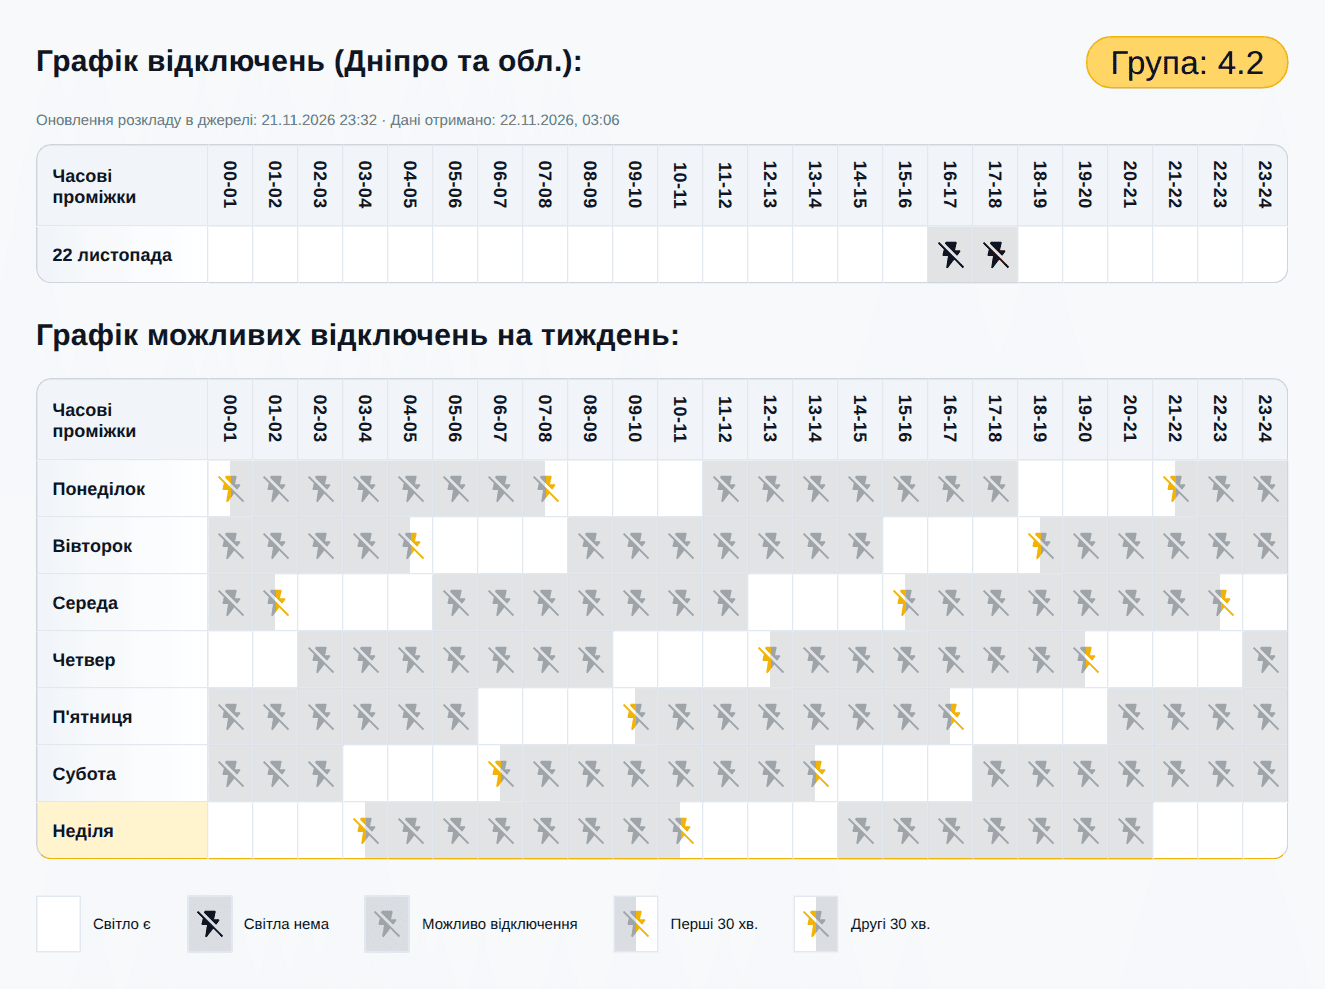 Графік відключень (Дніпро та обл.):
Група: 4.2
Оновлення розкладу в джерелі: 21.11.2026 23:32 · Дані отримано: 22.11.2026, 03:06
Часові проміжки 00-01 01-02 02-03 03-04 04-05 05-06 06-07 07-08 08-09 09-10 10-11 11-12 12-13 13-14 14-15 15-16 16-17 17-18 18-19 19-20 20-21 21-22 22-23 23-24
22 листопада
Графік можливих відключень на тиждень:
Часові проміжки 00-01 01-02 02-03 03-04 04-05 05-06 06-07 07-08 08-09 09-10 10-11 11-12 12-13 13-14 14-15 15-16 16-17 17-18 18-19 19-20 20-21 21-22 22-23 23-24
Понеділок
Вівторок
Середа
Четвер
П'ятниця
Субота
Неділя
Світло є Світла нема Можливо відключення Перші 30 хв. Другі 30 хв.